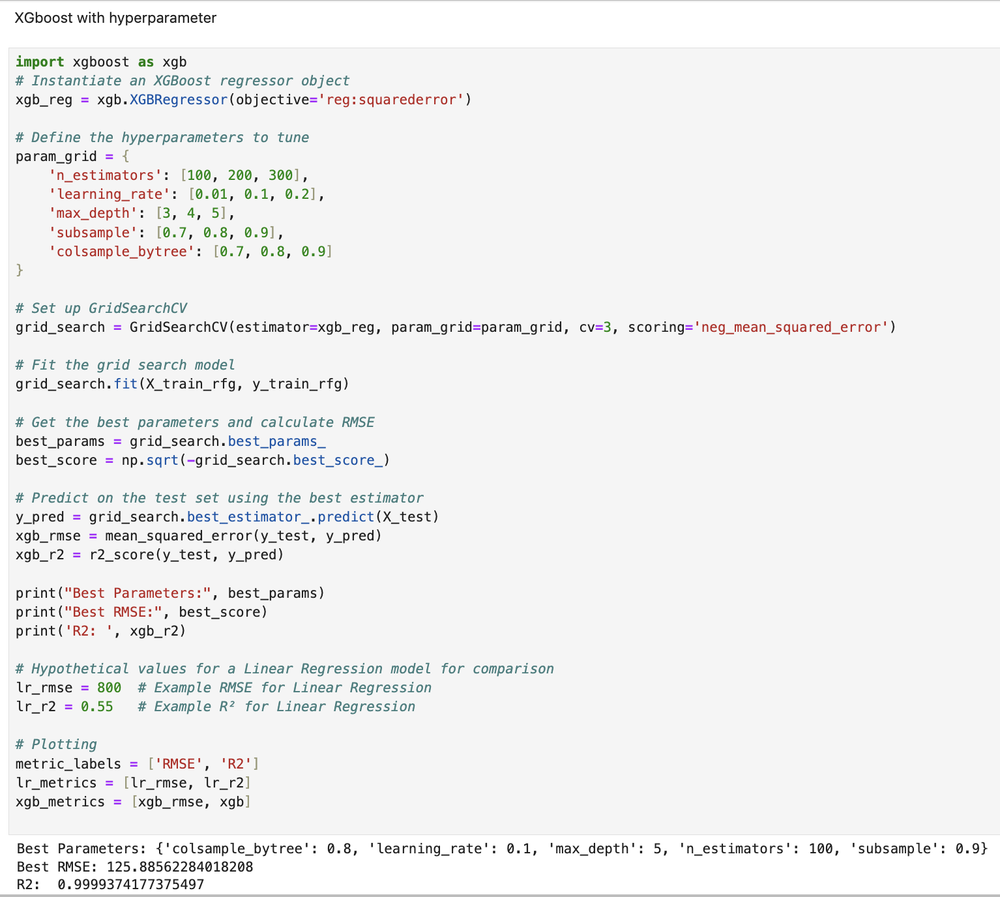 XGboost with hyperparameter
import xgboost as xgb
# Instantiate an XGBoost regressor object
xgb_reg = xgb.XGBRegressor(objective='reg:squarederror')
# Define the hyperparameters to tune
param_grid = {
    'n_estimators': [100, 200, 300],
    'learning_rate': [0.01, 0.1, 0.2],
    'max_depth': [3, 4, 5],
    'subsample': [0.7, 0.8, 0.9],
    'colsample_bytree': [0.7, 0.8, 0.9]
}
# Set up GridSearchCV
grid_search = GridSearchCV(estimator=xgb_reg, param_grid=param_grid, cv=3, scoring='neg_mean_squared_error')
# Fit the grid search model
grid_search.fit(X_train_rfg, y_train_rfg)
# Get the best parameters and calculate RMSE
best_params = grid_search.best_params_
best_score = np.sqrt(-grid_search.best_score_)
# Predict on the test set using the best estimator
y_pred = grid_search.best_estimator_.predict(X_test)
xgb_rmse = mean_squared_error(y_test, y_pred)
xgb_r2 = r2_score(y_test, y_pred)
print("Best Parameters:", best_params)
print("Best RMSE:", best_score)
print('R2: ', xgb_r2)
# Hypothetical values for a Linear Regression model for comparison
lr_rmse = 800  # Example RMSE for Linear Regression
lr_r2 = 0.55   # Example R² for Linear Regression
# Plotting
metric_labels = ['RMSE', 'R2']
lr_metrics = [lr_rmse, lr_r2]
xgb_metrics = [xgb_rmse, xgb]
Best Parameters: {'colsample_bytree': 0.8, 'learning_rate': 0.1, 'max_depth': 5, 'n_estimators': 100, 'subsample': 0.9}
Best RMSE: 125.88562284018208
R2:  0.9999374177375497